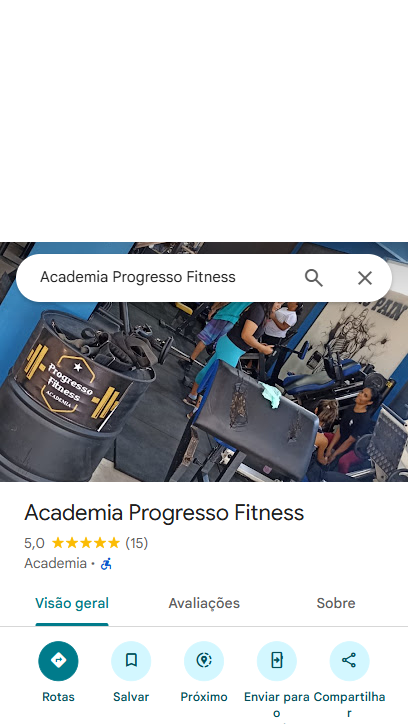 Academia Progresso Fitness
PAIN
Progresso
Fitness
ACADEMIA
Academia Progresso Fitness
5,0 (15)
Academia ·
Visão geral Avaliações Sobre
Rotas Salvar Próximo Enviar para o Compartilhar